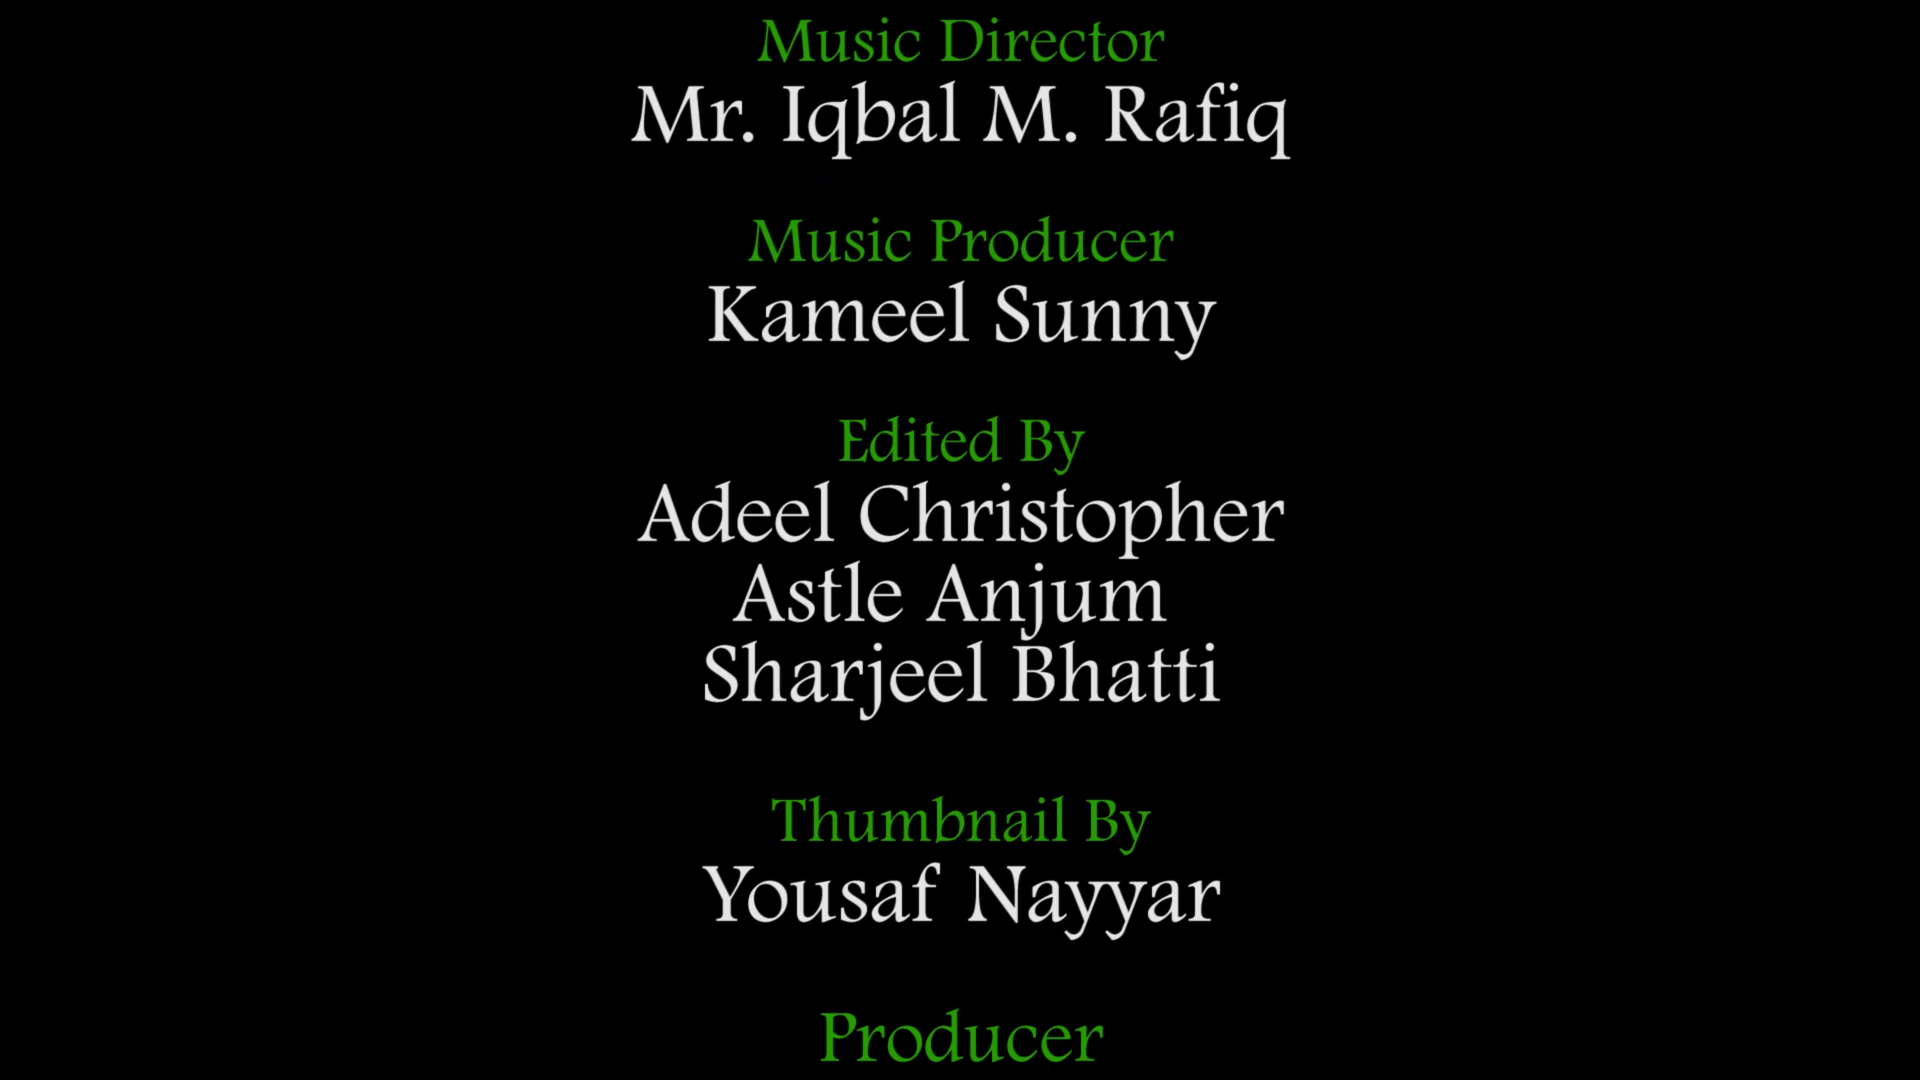 Music Director
Mr. Iqbal M. Rafiq
Music Producer
Kameel Sunny
Edited By
Adeel Christopher
Astle Anjum
Sharjeel Bhatti
Thumbnail By
Yousaf Nayyar
Producer